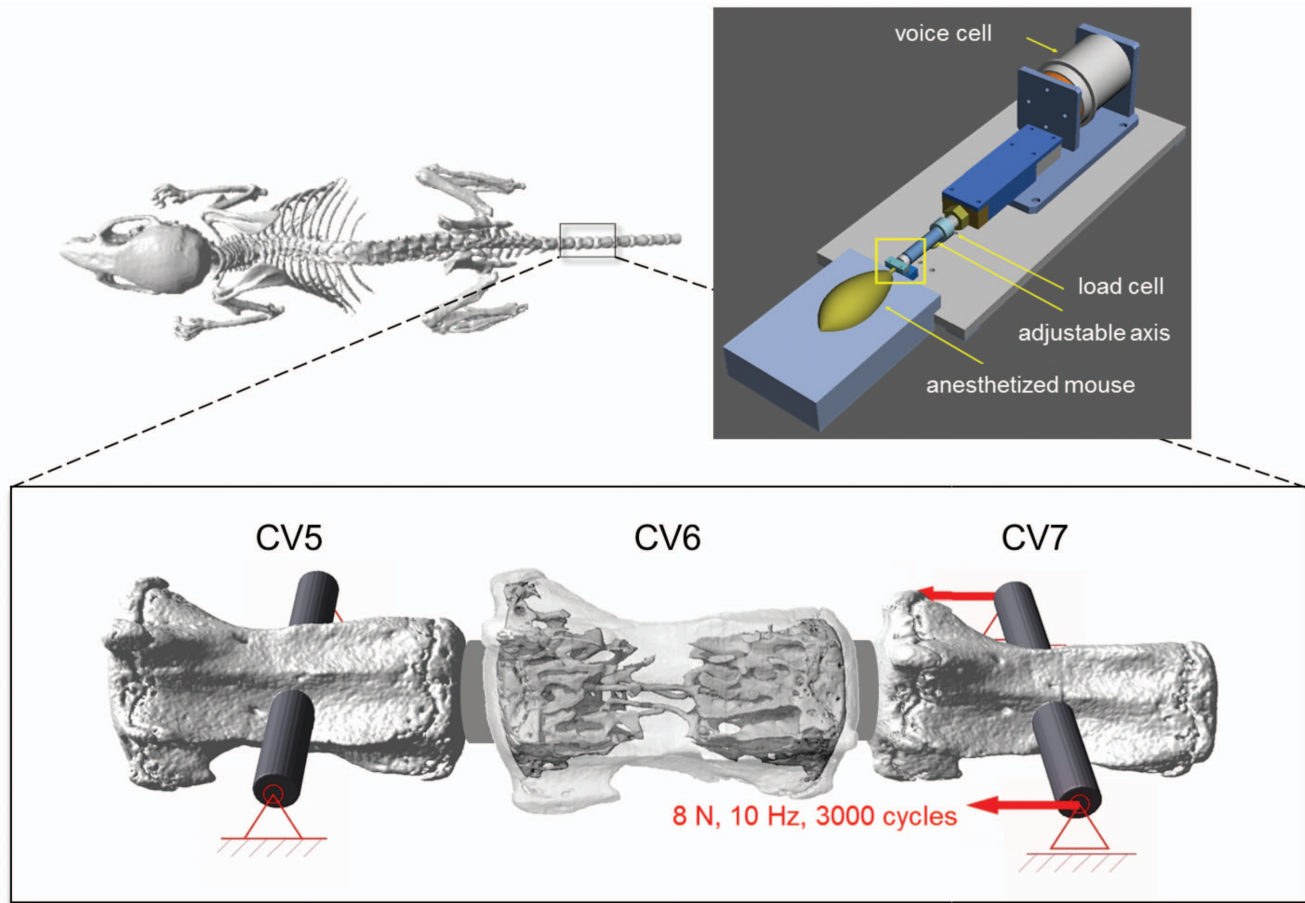 voice cell
load cell
adjustable axis
anesthetized mouse
CV5
CV6
CV7
8 N, 10 Hz, 3000 cycles